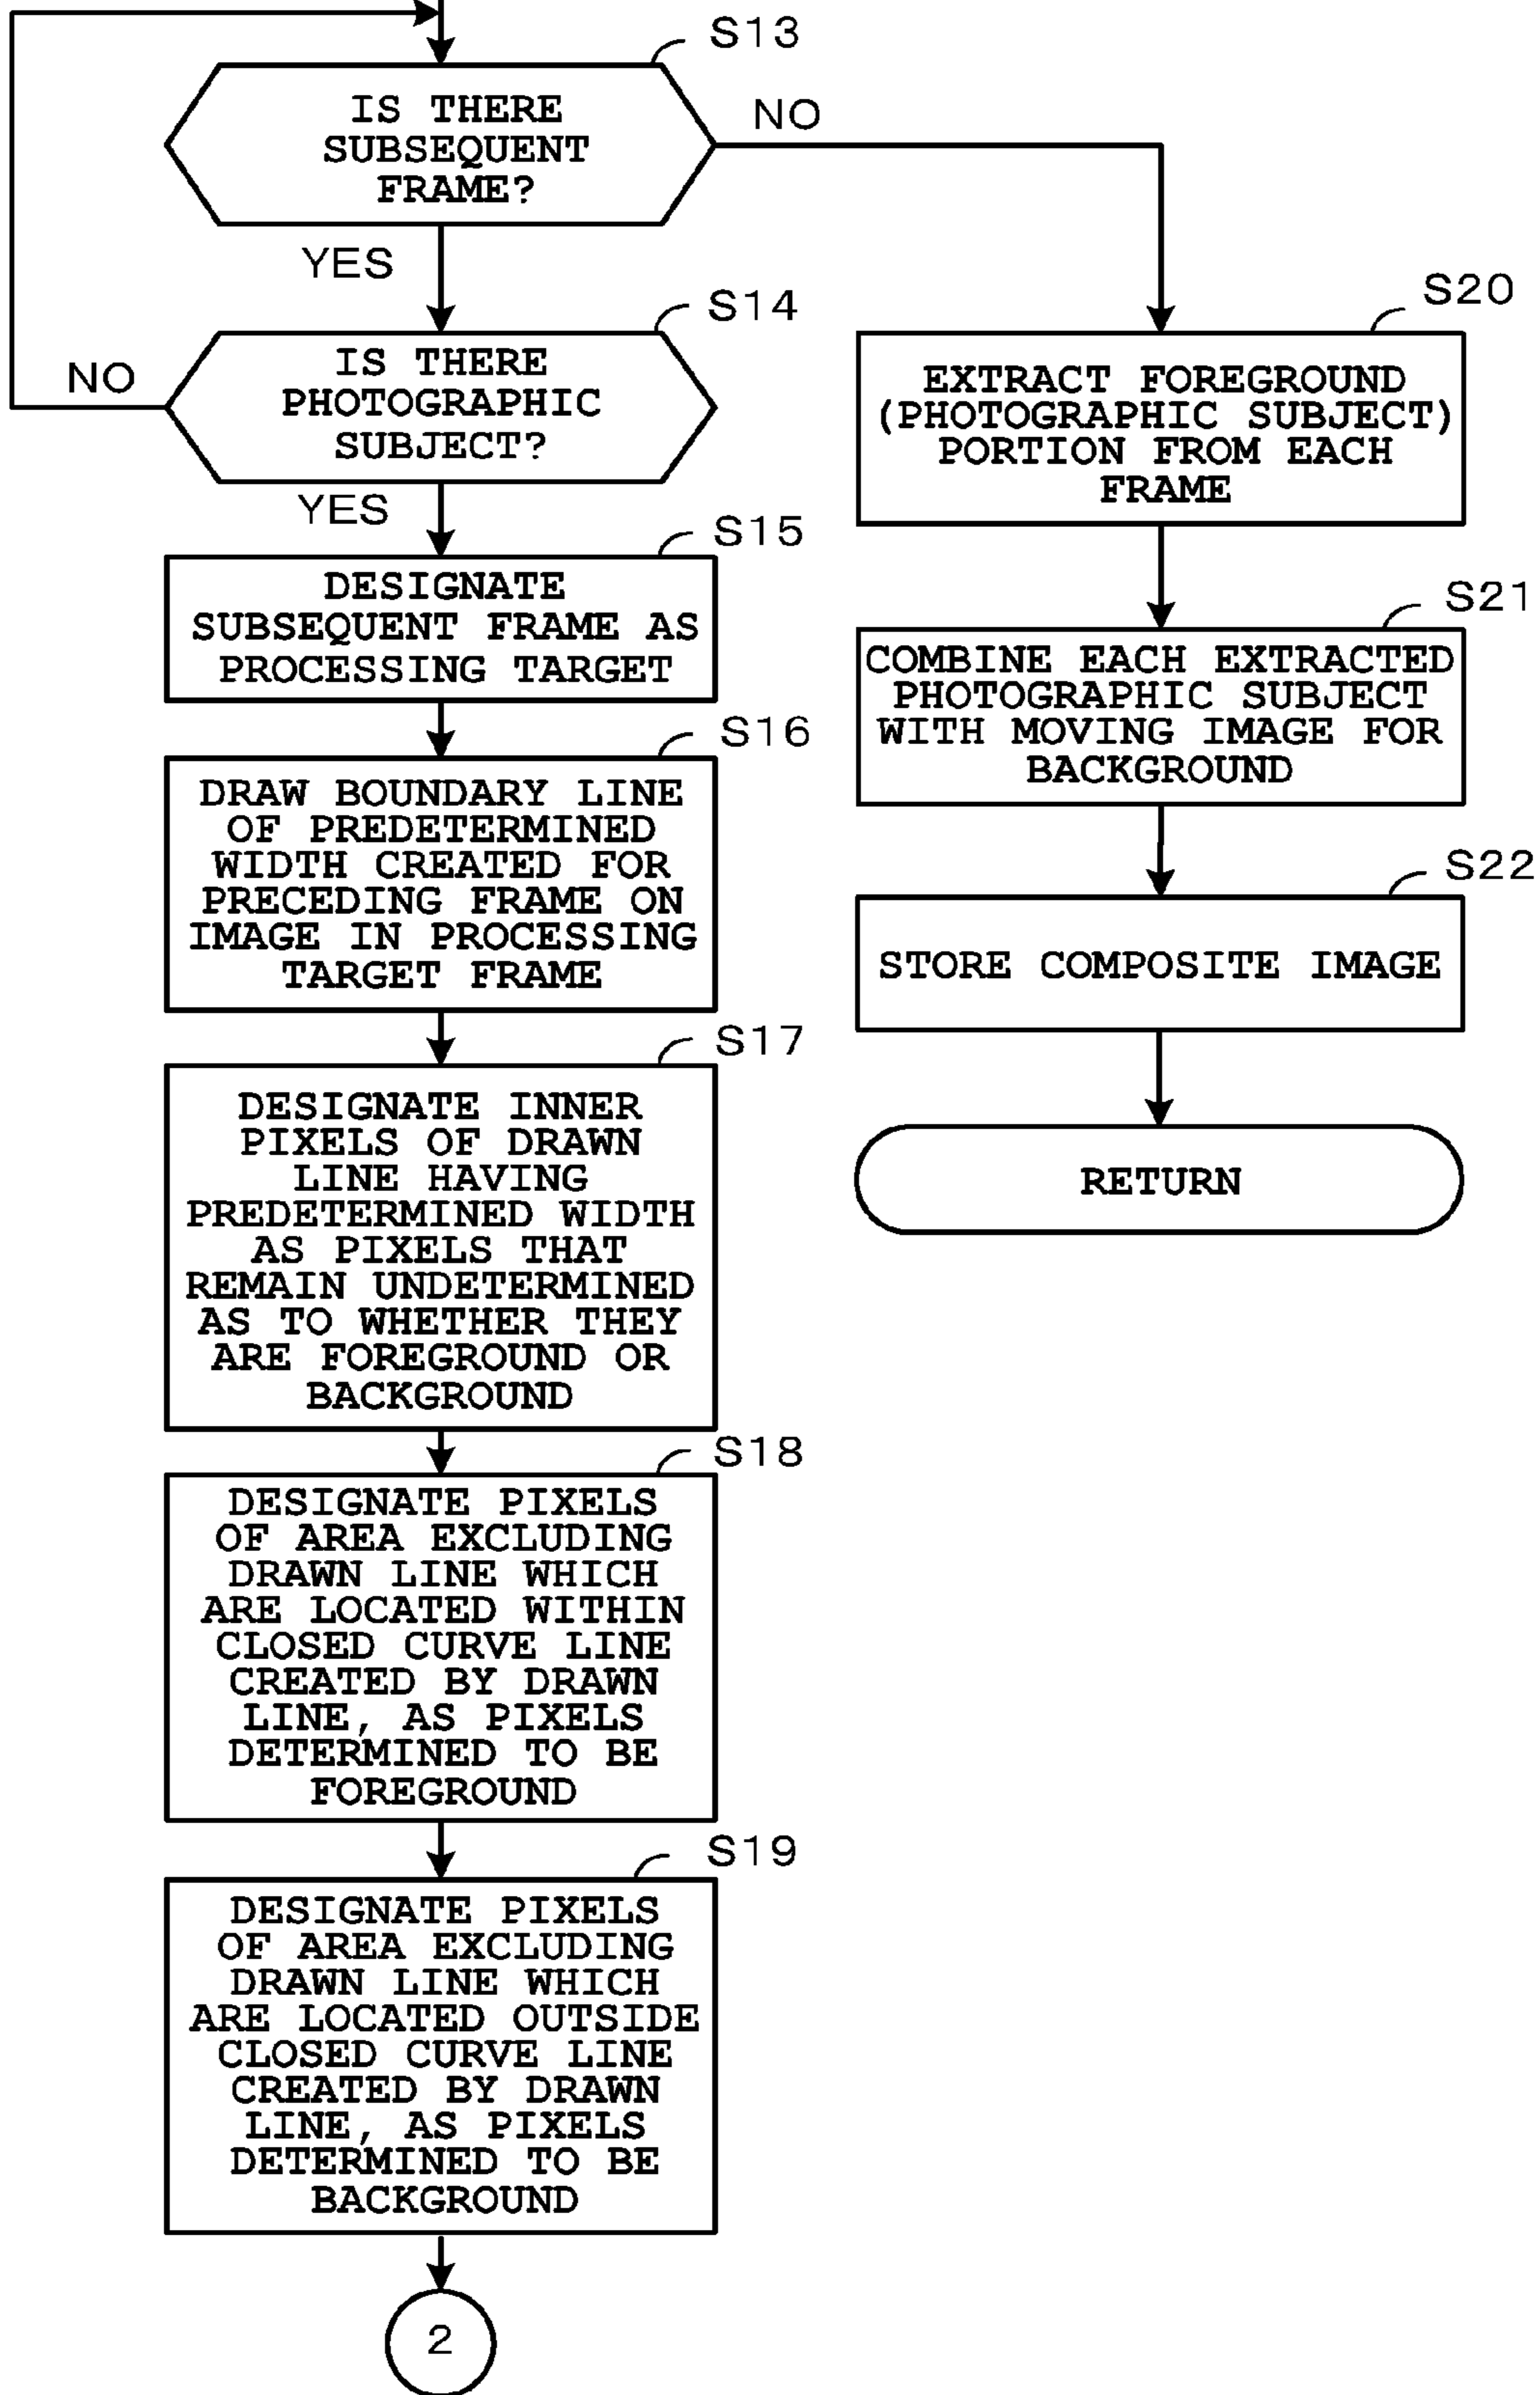 S13
IS THERE
SUBSEQUENT
FRAME?
NO
YES
S14
IS THERE
PHOTOGRAPHIC
SUBJECT?
NO
YES
S15
DESIGNATE
SUBSEQUENT FRAME AS
PROCESSING TARGET
S16
DRAW BOUNDARY LINE
OF PREDETERMINED
WIDTH CREATED FOR
PRECEDING FRAME ON
IMAGE IN PROCESSING
TARGET FRAME
S17
DESIGNATE INNER
PIXELS OF DRAWN
LINE HAVING
PREDETERMINED WIDTH
AS PIXELS THAT
REMAIN UNDETERMINED
AS TO WHETHER THEY
ARE FOREGROUND OR
BACKGROUND
S18
DESIGNATE PIXELS
OF AREA EXCLUDING
DRAWN LINE WHICH
ARE LOCATED WITHIN
CLOSED CURVE LINE
CREATED BY DRAWN
LINE, AS PIXELS
DETERMINED TO BE
FOREGROUND
S19
DESIGNATE PIXELS
OF AREA EXCLUDING
DRAWN LINE WHICH
ARE LOCATED OUTSIDE
CLOSED CURVE LINE
CREATED BY DRAWN
LINE, AS PIXELS
DETERMINED TO BE
BACKGROUND
2
S20
EXTRACT FOREGROUND
(PHOTOGRAPHIC SUBJECT)
PORTION FROM EACH
FRAME
S21
COMBINE EACH EXTRACTED
PHOTOGRAPHIC SUBJECT
WITH MOVING IMAGE FOR
BACKGROUND
S22
STORE COMPOSITE IMAGE
RETURN